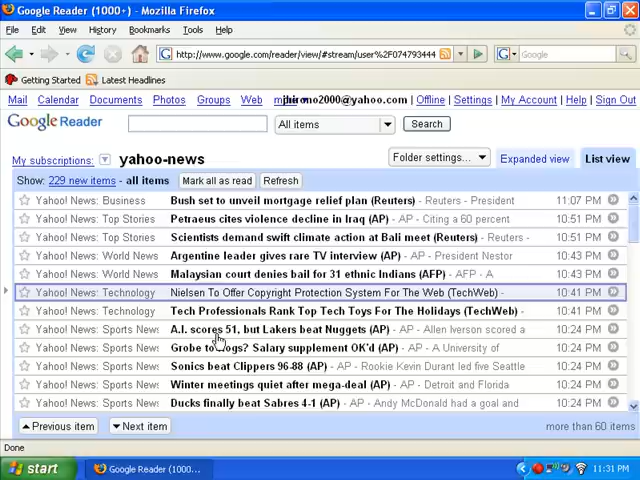 Google Reader (1000+) - Mozilla Firefox
File Edit View History Bookmarks Tools Help
http://www.google.com/reader/view/#stream/user%2F074793444 Google
Getting Started Latest Headlines
Mail Calendar Documents Photos Groups Web jhirono2000@yahoo.com | Offline | Settings | My Account | Help | Sign Out
Google Reader All items Search
My subscriptions: yahoo-news Folder settings... Expanded view List view
Show: 229 new items - all items Mark all as read Refresh
Yahoo! News: Business Bush set to unveil mortgage relief plan (Reuters) - Reuters - President 11:07 PM
Yahoo! News: Top Stories Petraeus cites violence decline in Iraq (AP) - AP - Citing a 60 percent 10:51 PM
Yahoo! News: Top Stories Scientists demand swift climate action at Bali meet (Reuters) - Reuters - 10:51 PM
Yahoo! News: World News Argentine leader gives rare TV interview (AP) - AP - President Nestor 10:43 PM
Yahoo! News: World News Malaysian court denies bail for 31 ethnic Indians (AFP) - AFP - A 10:43 PM
Yahoo! News: Technology Nielsen To Offer Copyright Protection System For The Web (TechWeb) - 10:41 PM
Yahoo! News: Technology Tech Professionals Rank Top Tech Toys For The Holidays (TechWeb) - 10:41 PM
Yahoo! News: Sports News A.I. scores 51, but Lakers beat Nuggets (AP) - AP - Allen Iverson scored a 10:24 PM
Yahoo! News: Sports News Grobe to Hogs? Salary supplement OK'd (AP) - AP - A University of 10:24 PM
Yahoo! News: Sports News Sonics beat Clippers 96-88 (AP) - AP - Rookie Kevin Durant led five Seattle 10:24 PM
Yahoo! News: Sports News Winter meetings quiet after mega-deal (AP) - AP - Detroit and Florida 10:24 PM
Yahoo! News: Sports News Ducks finally beat Sabres 4-1 (AP) - AP - Andy McDonald had a goal and 10:24 PM
Previous item Next item more than 60 items
Done
start Google Reader (1000... 11:31 PM